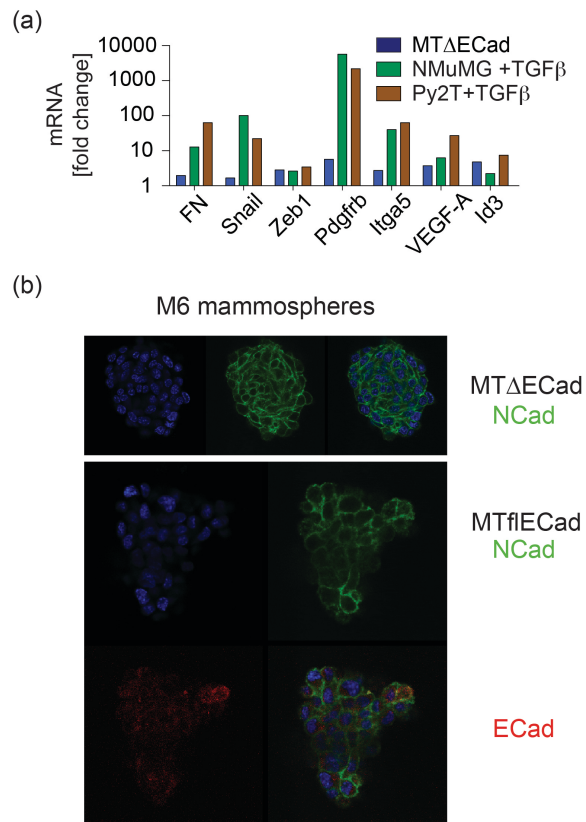 (a)
10000
1000
100
10
1
mRNA
[fold change]
MTΔECad
NMuMG +TGFβ
Py2T+TGFβ
FN
Snail
Zeb1
Pdgfrb
Itga5
VEGF-A
Id3
(b)
M6 mammospheres
MTΔECad
NCad
MTflECad
NCad
ECad